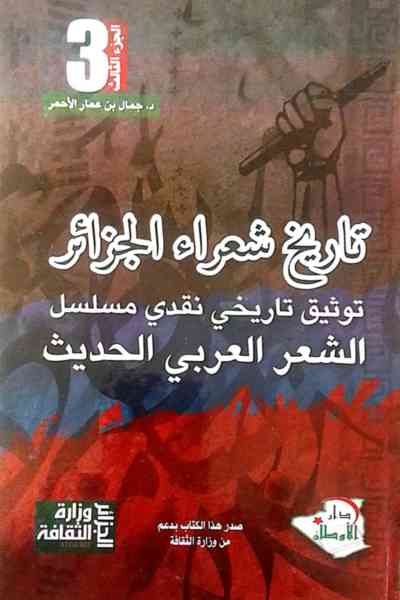 3
الجزء الثالث
د. جمال بن عمار الأحمر
تاريخ شعراء الجزائر
توثيق تاريخي نقدي مسلسل
الشعر العربي الحديث
صدر هذا الكتاب بدعم
من وزارة الثقافة
دار
الأوطان
وزارة
الثقافة
الجزائر